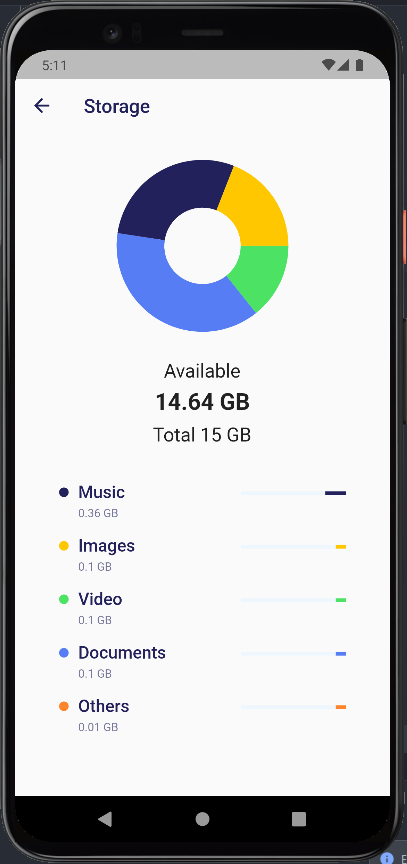 5:11
Storage
Available
14.64 GB
Total 15 GB
Music
0.36 GB
Images
0.1 GB
Video
0.1 GB
Documents
0.1 GB
Others
0.01 GB